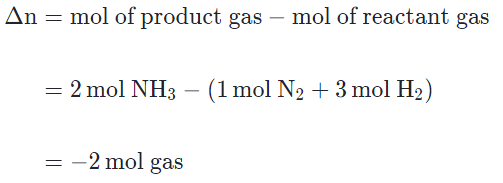 Δn = mol of product gas − mol of reactant gas
= 2 mol NH₃ − (1 mol N₂ + 3 mol H₂)
= −2 mol gas